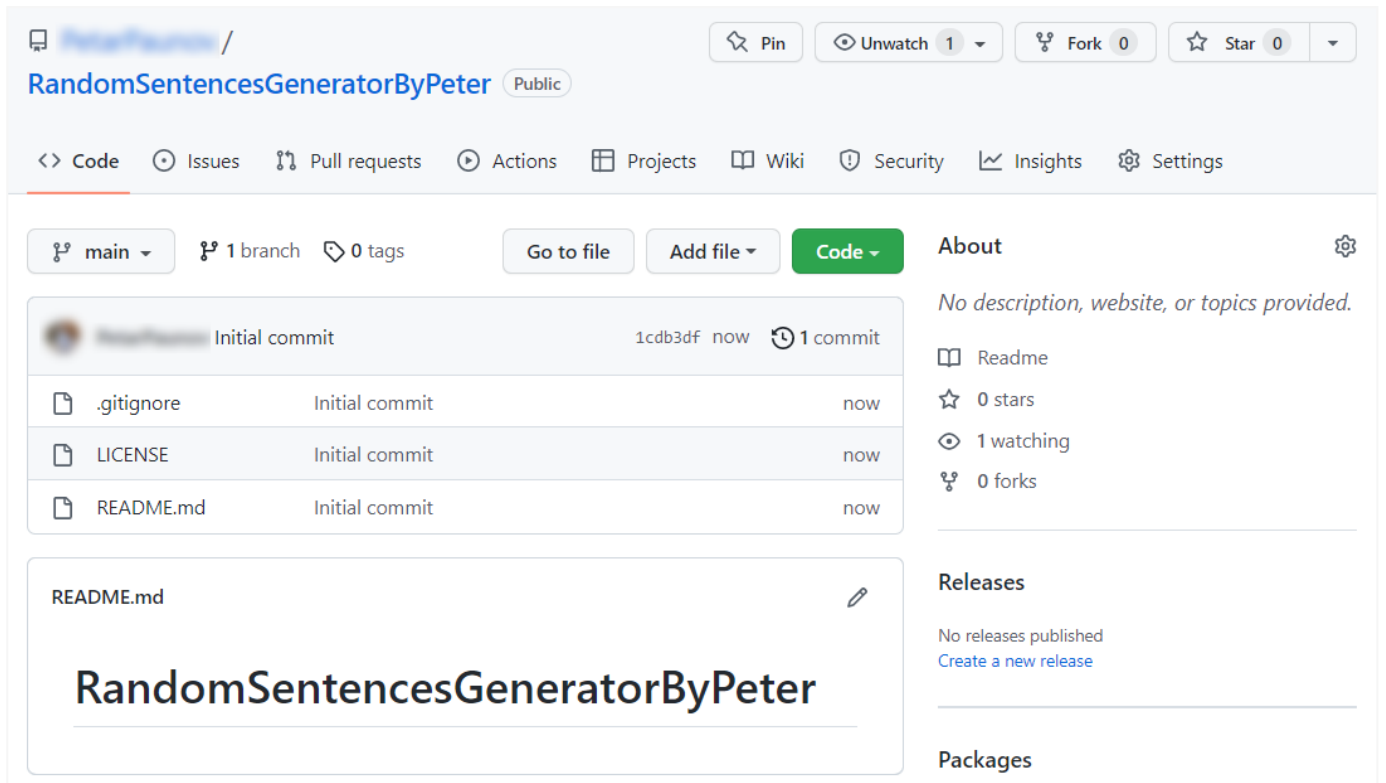 /
Pin
Unwatch 1
Fork 0
Star 0
RandomSentencesGeneratorByPeter Public
Code Issues Pull requests Actions Projects Wiki Security Insights Settings
main 1 branch 0 tags Go to file Add file Code
Initial commit 1cdb3df now 1 commit
.gitignore Initial commit now
LICENSE Initial commit now
README.md Initial commit now
README.md
RandomSentencesGeneratorByPeter
About
No description, website, or topics provided.
Readme
0 stars
1 watching
0 forks
Releases
No releases published
Create a new release
Packages